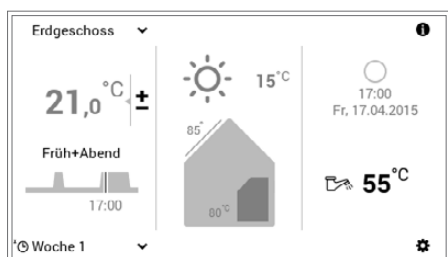 Erdgeschoss
21,0 °C ±
Früh+Abend
17:00
Woche 1
15°C
85°
80°C
17:00
Fr, 17.04.2015
55°C